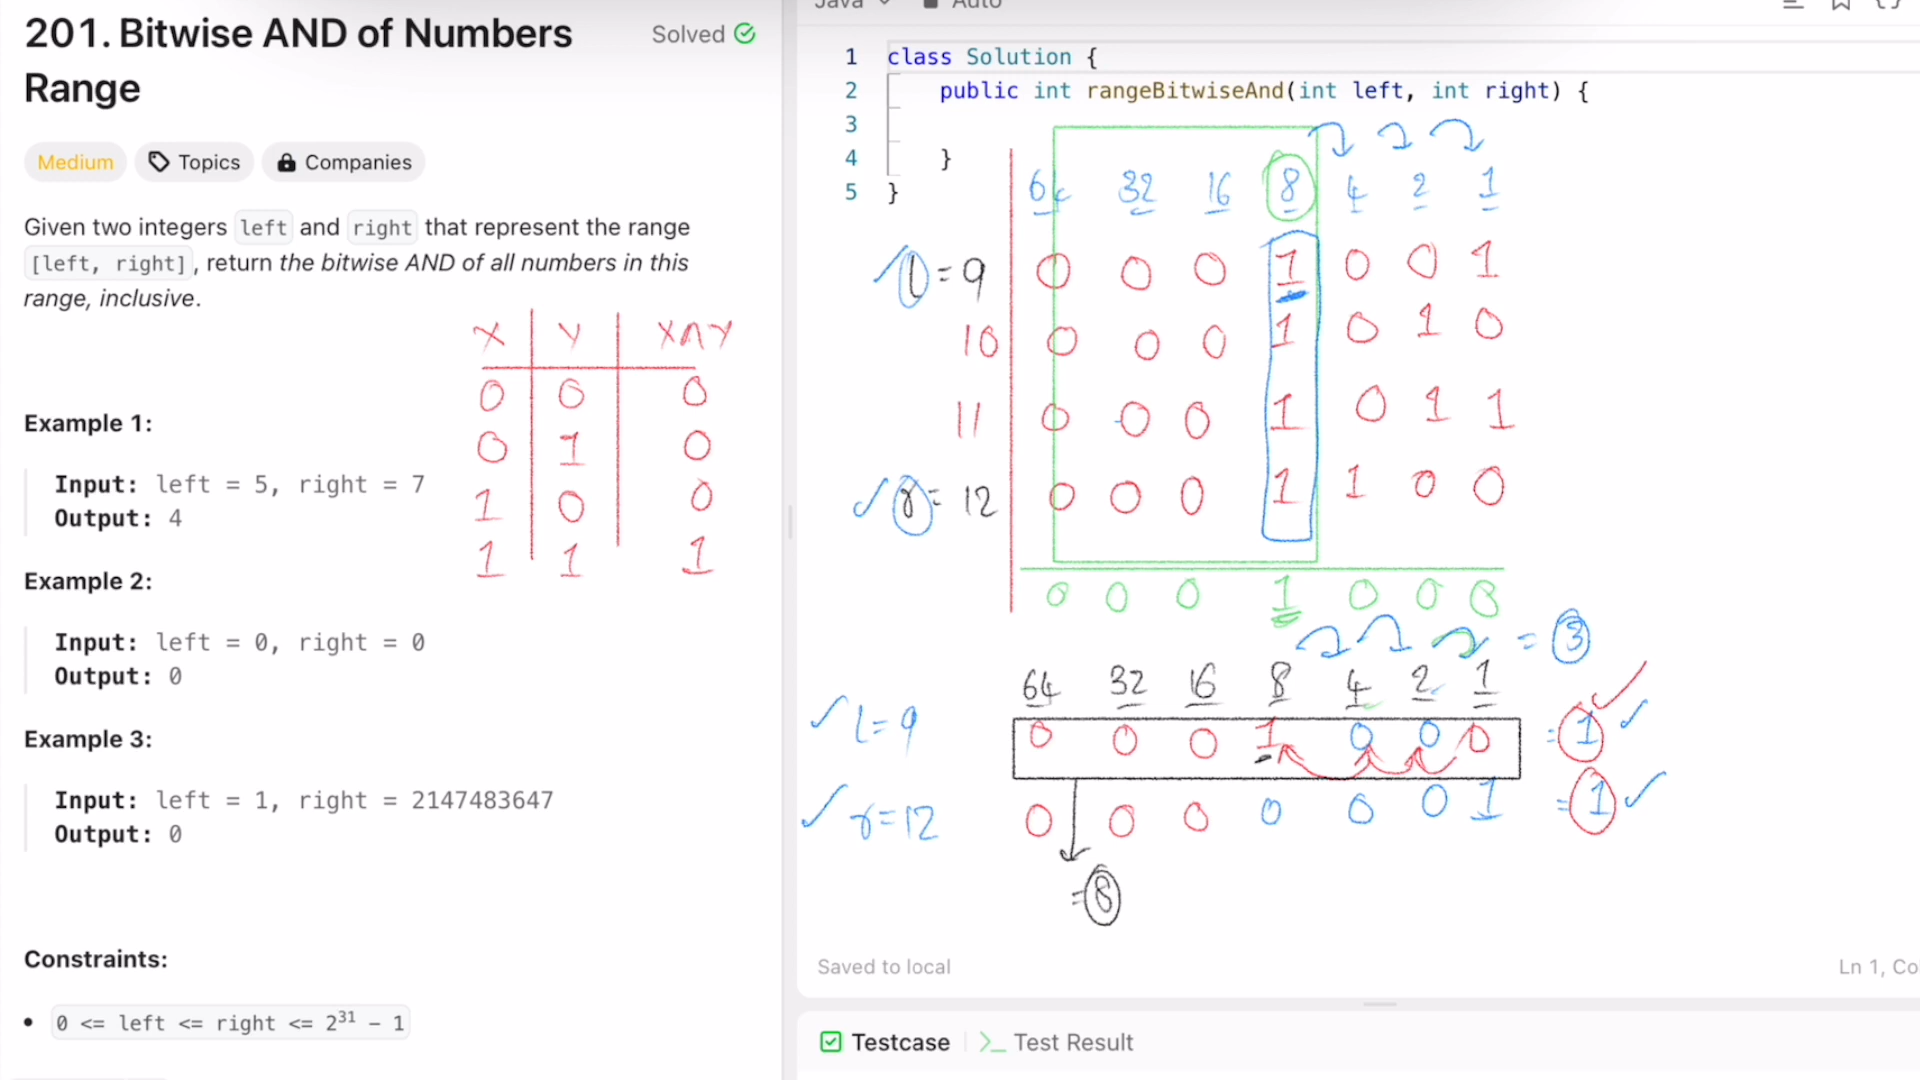 201. Bitwise AND of Numbers
Range
Solved
Medium
Topics
Companies
Given two integers left and right that represent the range
[left, right], return the bitwise AND of all numbers in this
range, inclusive.
X Y X∩Y
0 0 0
0 1 0
1 0 0
1 1 1
Example 1:
Input: left = 5, right = 7
Output: 4
Example 2:
Input: left = 0, right = 0
Output: 0
Example 3:
Input: left = 1, right = 2147483647
Output: 0
Constraints:
0 <= left <= right <= 2³¹ - 1
Java
Auto
1 class Solution {
2 public int rangeBitwiseAnd(int left, int right) {
3
4 }
5 }
64 32 16 8 4 2 1
l = 9 0 0 0 1 0 0 1
10 0 0 0 1 0 1 0
11 0 0 0 1 0 1 1
r = 12 0 0 0 1 1 0 0
0 0 0 1 0 0 0
= 3
64 32 16 8 4 2 1
l = 9 0 0 0 1 0 0 0 = 1
r = 12 0 0 0 0 0 0 1 = 1
= 8
Saved to local
Ln 1, Co
Testcase
>_ Test Result